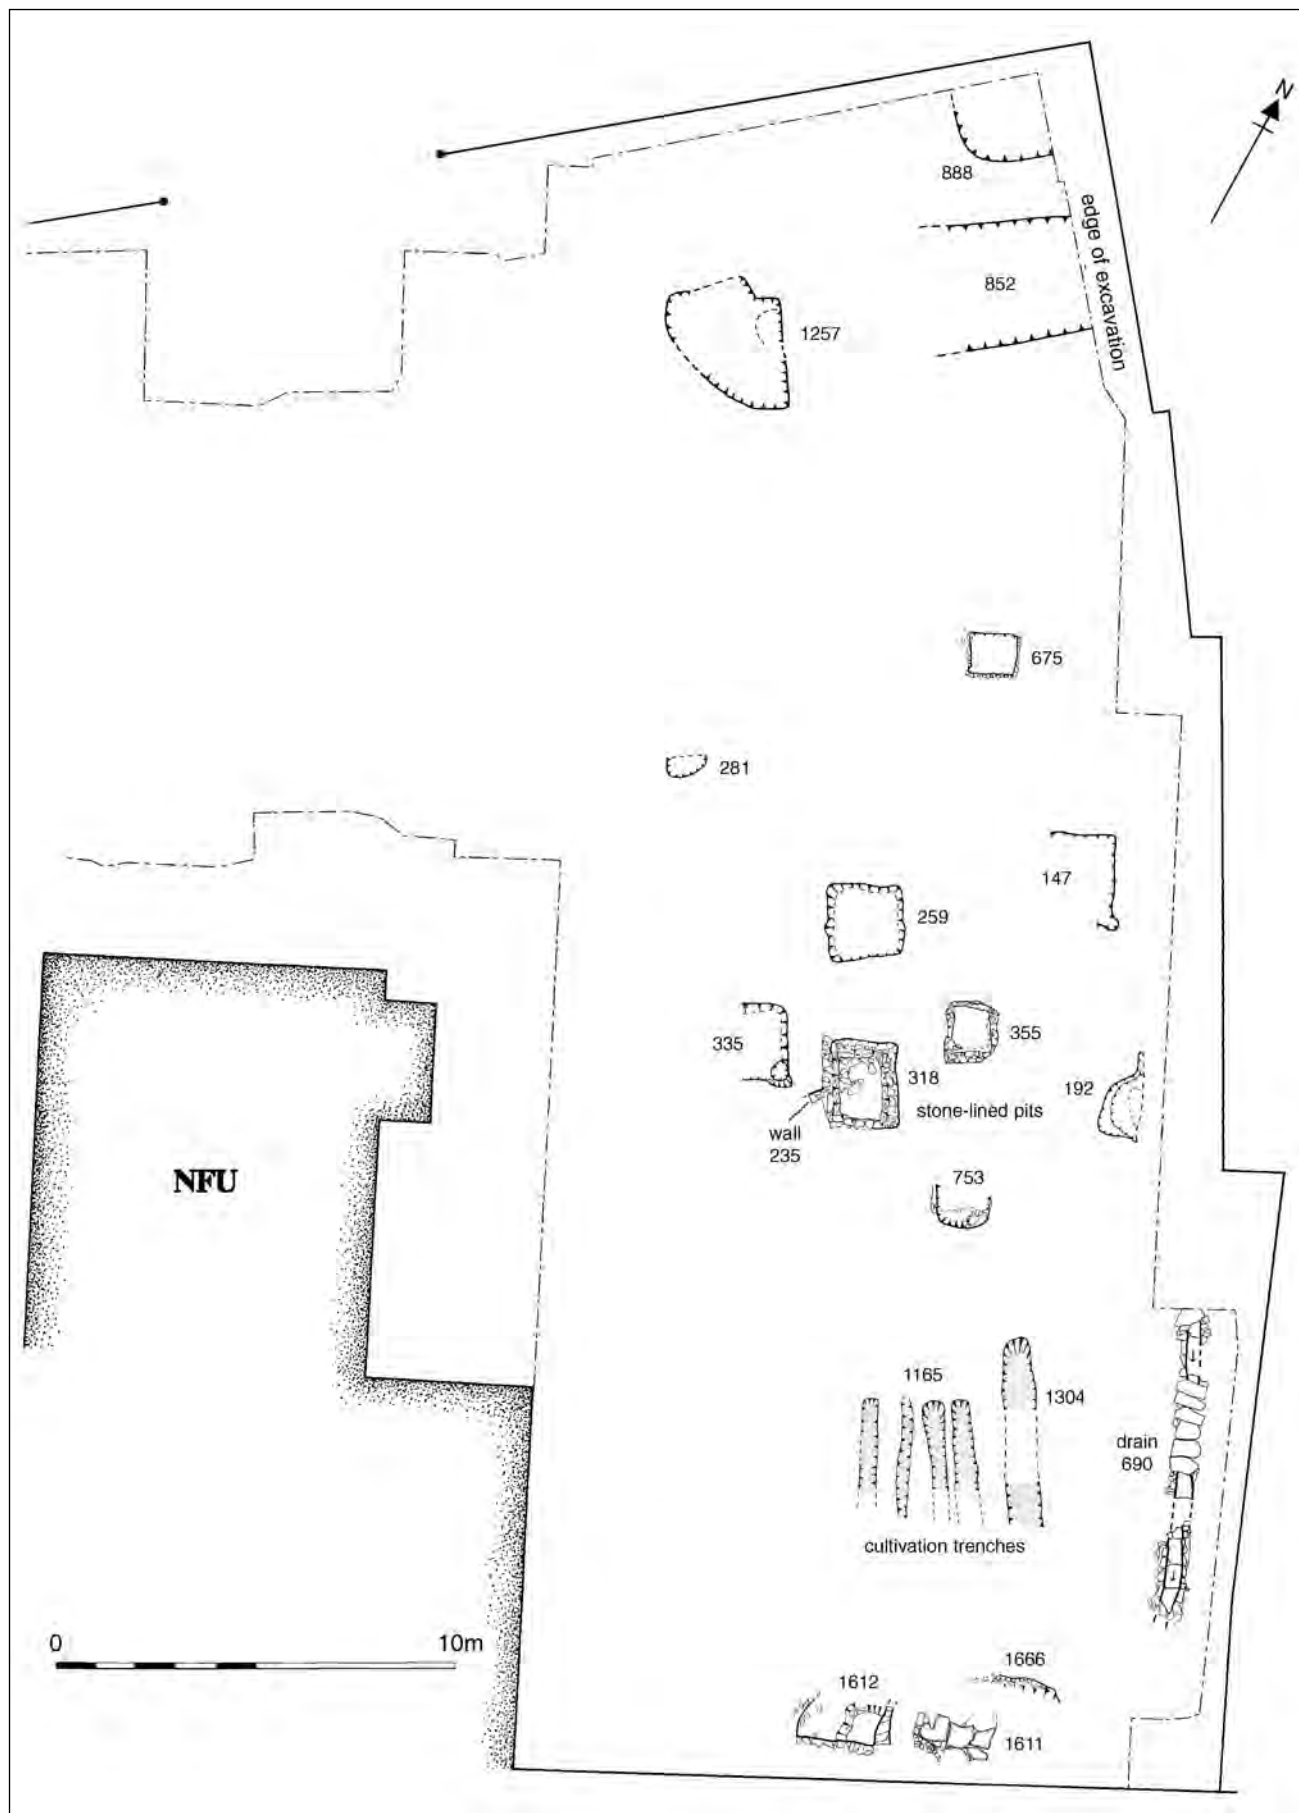 N
888
edge of excavation
852
1257
675
281
147
259
335
355
318
192
stone-lined pits
wall
235
753
NFU
1165
1304
drain
690
cultivation trenches
0 10m
1666
1612
1611